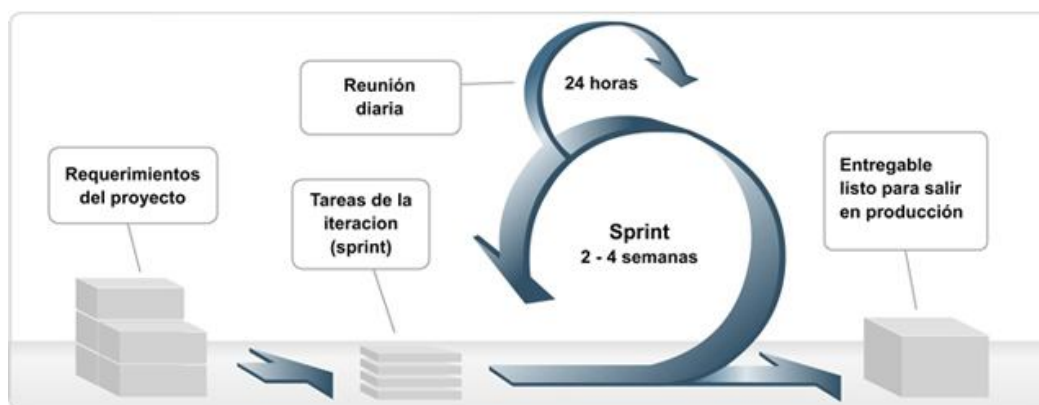 Requerimientos
del proyecto
Tareas de la
iteracion
(sprint)
Reunión
diaria
24 horas
Sprint
2 - 4 semanas
Entregable
listo para salir
en producción